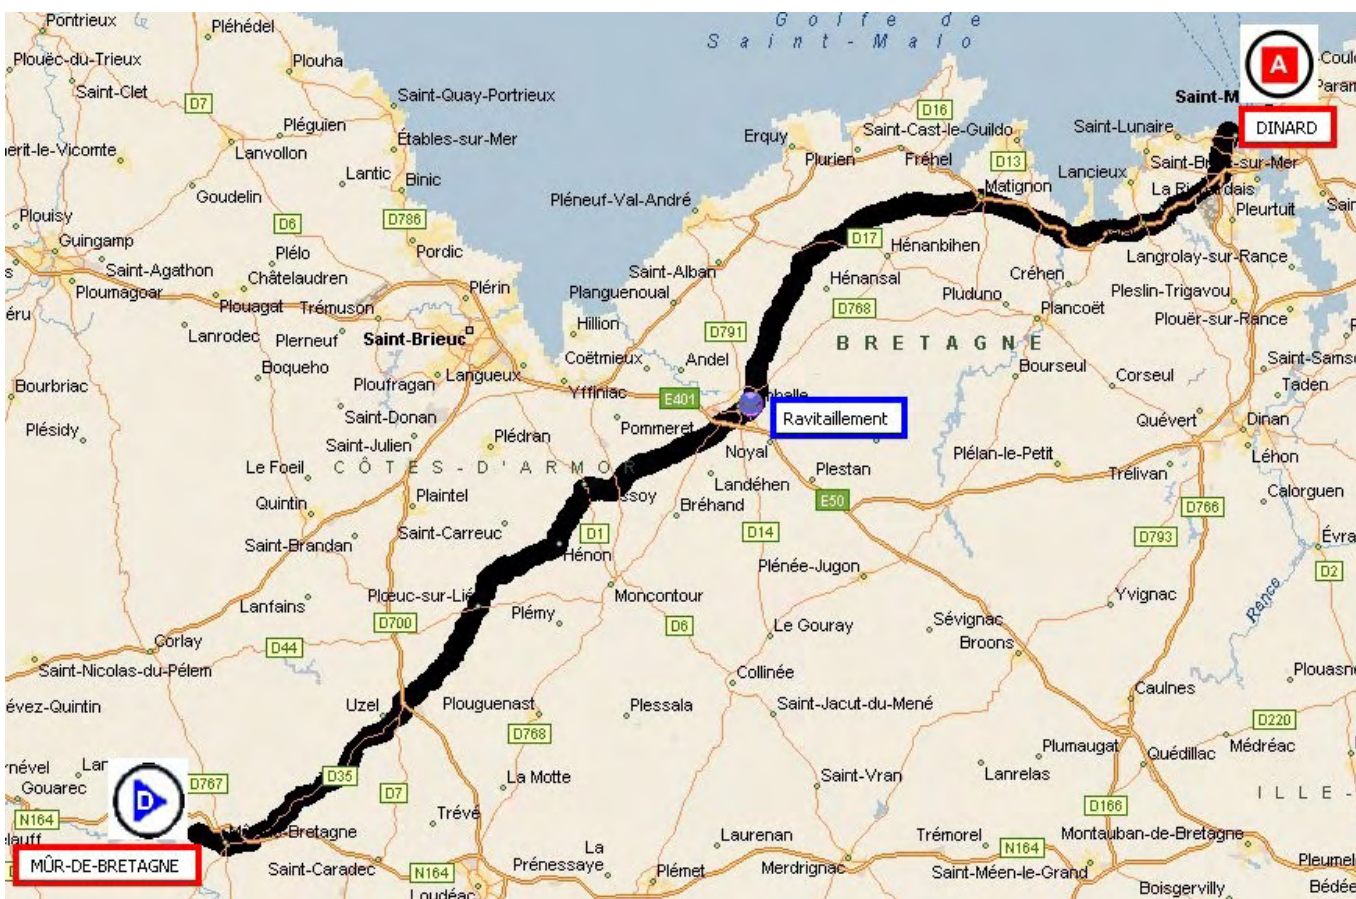 Pontrieux
Pléhédel
Golfe de
Saint-Malo
Plouëc-du-Trieux
Plouha
A
Saint-Clet
D7
Saint-Quay-Portrieux
D16
Pléguien
Étables-sur-Mer
Erquy
Saint-Cast-le-Guildo
Saint-Lunaire
DINARD
Lanvollon
Plurien
Fréhel
D13
Lantic
Binic
Matignon
Lancieux
Goudelin
Pléneuf-Val-André
Plouisy
D6
D786
Pleurtuit
Guingamp
Plélo
Pordic
D17
Hénanbihen
Saint-Agathon
Châtelaudren
Saint-Alban
Hénansal
Créhen
Langrolay-sur-Rance
Ploumagoar
Plouagat
Trémuson
Plérin
Planguenoual
Pluduno
Plancoët
Pleslin-Trigavou
D768
Plouër-sur-Rance
Lanrodec
Plerneuf
Saint-Brieuc
Hillion
D791
BRETAGNE
Boqueho
Coëtmieux
Andel
Bourseul
Corseul
Taden
Bourbriac
Ploufragan
Langueux
Yffiniac
E401
Ravitaillement
Saint-Donan
Pommeret
Quévert
Dinan
Plésidy
Saint-Julien
Plédran
Noyal
Plélan-le-Petit
Léhon
Le Foeil
CÔTES-D'ARMOR
Landéhen
Plestan
Trélivan
Calorguen
Quintin
Plaintel
Bréhand
E50
D766
Saint-Brandan
Saint-Carreuc
D1
D14
D793
Hénon
Plénée-Jugon
D2
Lanfains
Plémy
Moncontour
Yvignac
Rance
D700
D6
Le Gouray
Sévignac
Corlay
D44
Broons
Saint-Nicolas-du-Pélem
Collinée
Caulnes
Uzel
Plouguenast
Plessala
Saint-Jacut-du-Mené
D220
D768
Plumaugat
Quédillac
Médréac
D
D767
D35
La Motte
Saint-Vran
Lanrelas
Gouarec
D7
ILLE-
N164
Trévé
D166
Laurenan
Trémorel
Montauban-de-Bretagne
MÛR-DE-BRETAGNE
Saint-Caradec
La
Prénessaye
N164
N164
Plémet
Merdrignac
Saint-Méen-le-Grand
Loudéac
Boisgervilly